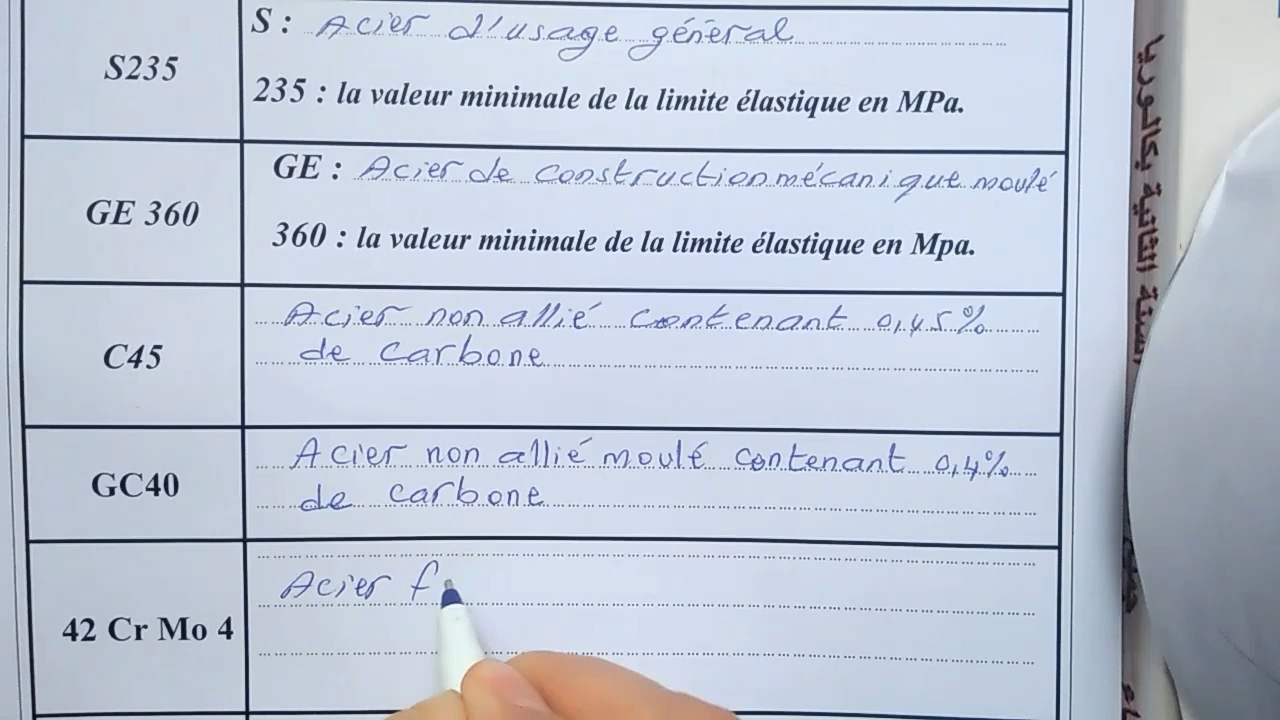 S : Acier d'usage général
S235
235 : la valeur minimale de la limite élastique en MPa.
GE : Acier de construction mécanique moulé
GE 360
360 : la valeur minimale de la limite élastique en Mpa.
Acier non allié contenant 0,45%
C45
de carbone
Acier non allié moulé contenant 0,4%
GC40
de carbone
Acier f
42 Cr Mo 4